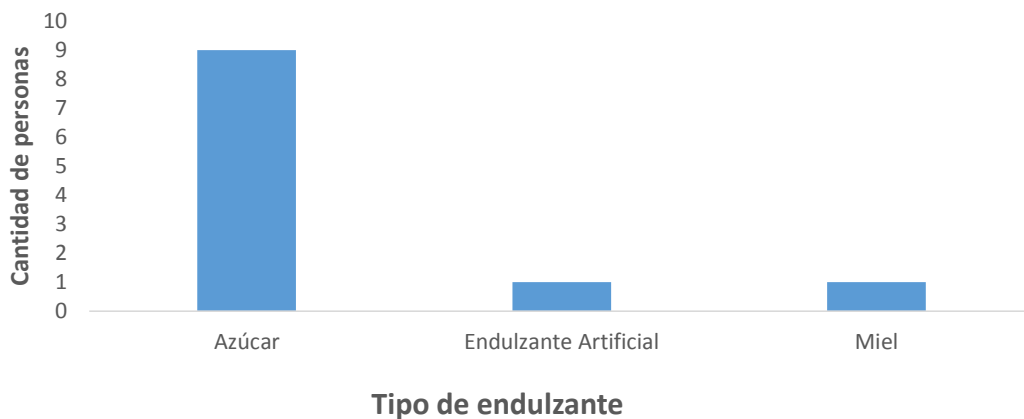 Cantidad de personas
10
9
8
7
6
5
4
3
2
1
0
Azúcar
Endulzante Artificial
Miel
Tipo de endulzante